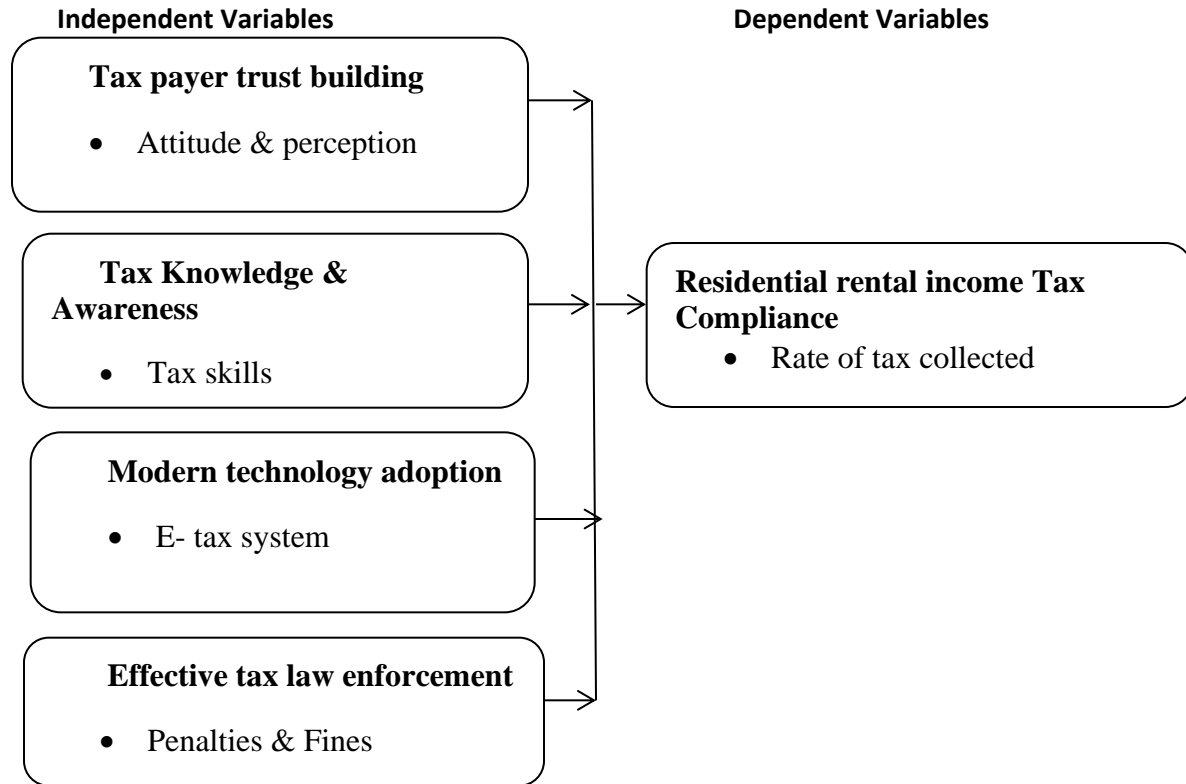 Independent Variables
Dependent Variables
Tax payer trust building
• Attitude & perception
Tax Knowledge &
Awareness
• Tax skills
Residential rental income Tax
Compliance
• Rate of tax collected
Modern technology adoption
• E- tax system
Effective tax law enforcement
• Penalties & Fines